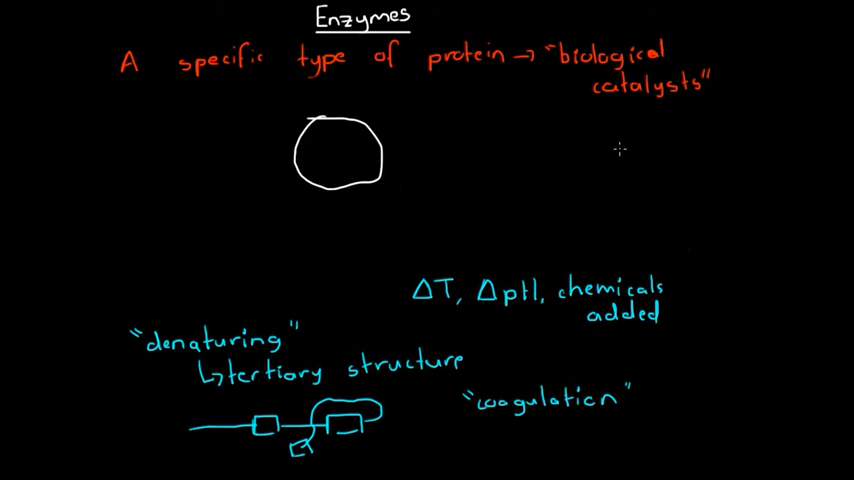 Enzymes
A specific type of protein → "biological
catalysts"
ΔT, ΔpH, chemicals
added
"denaturing"
↳tertiary structure
"coagulation"